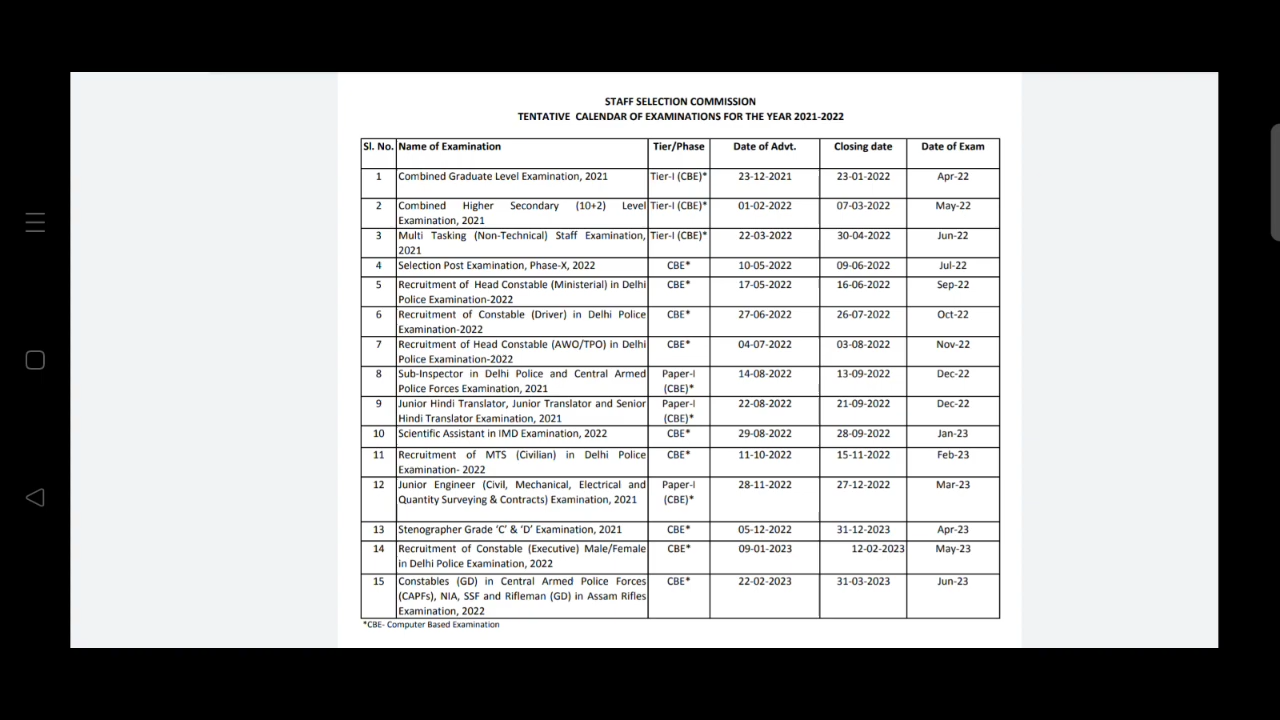 STAFF SELECTION COMMISSION
TENTATIVE CALENDAR OF EXAMINATIONS FOR THE YEAR 2021-2022
Sl. No. Name of Examination Tier/Phase Date of Advt. Closing date Date of Exam
1 Combined Graduate Level Examination, 2021 Tier-I (CBE)* 23-12-2021 23-01-2022 Apr-22
2 Combined Higher Secondary (10+2) Level Tier-I (CBE)* 01-02-2022 07-03-2022 May-22
Examination, 2021
3 Multi Tasking (Non-Technical) Staff Examination, Tier-I (CBE)* 22-03-2022 30-04-2022 Jun-22
2021
4 Selection Post Examination, Phase-X, 2022 CBE* 10-05-2022 09-06-2022 Jul-22
5 Recruitment of Head Constable (Ministerial) in Delhi CBE* 17-05-2022 16-06-2022 Sep-22
Police Examination-2022
6 Recruitment of Constable (Driver) in Delhi Police CBE* 27-06-2022 26-07-2022 Oct-22
Examination-2022
7 Recruitment of Head Constable (AWO/TPO) in Delhi CBE* 04-07-2022 03-08-2022 Nov-22
Police Examination-2022
8 Sub-Inspector in Delhi Police and Central Armed Paper-I 14-08-2022 13-09-2022 Dec-22
Police Forces Examination, 2021 (CBE)*
9 Junior Hindi Translator, Junior Translator and Senior Paper-I 22-08-2022 21-09-2022 Dec-22
Hindi Translator Examination, 2021 (CBE)*
10 Scientific Assistant in IMD Examination, 2022 CBE* 29-08-2022 28-09-2022 Jan-23
11 Recruitment of MTS (Civilian) in Delhi Police CBE* 11-10-2022 15-11-2022 Feb-23
Examination- 2022
12 Junior Engineer (Civil, Mechanical, Electrical and Paper-I 28-11-2022 27-12-2022 Mar-23
Quantity Surveying & Contracts) Examination, 2021 (CBE)*
13 Stenographer Grade ‘C’ & ‘D’ Examination, 2021 CBE* 05-12-2022 31-12-2023 Apr-23
14 Recruitment of Constable (Executive) Male/Female CBE* 09-01-2023 12-02-2023 May-23
in Delhi Police Examination, 2022
15 Constables (GD) in Central Armed Police Forces CBE* 22-02-2023 31-03-2023 Jun-23
(CAPFs), NIA, SSF and Rifleman (GD) in Assam Rifles
Examination, 2022
*CBE- Computer Based Examination